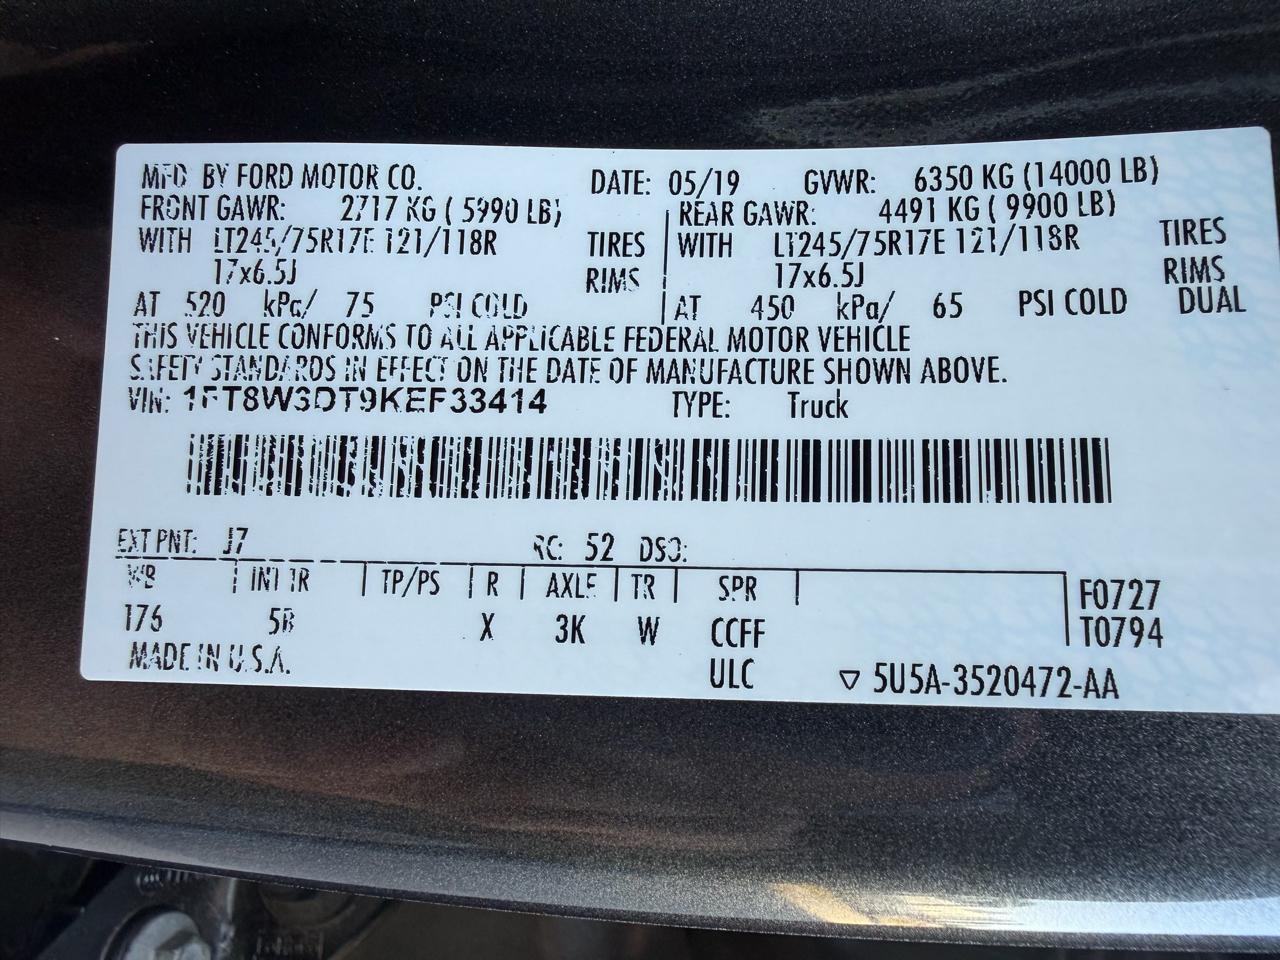 MFD BY FORD MOTOR CO. DATE: 05/19 GVWR: 6350 KG (14000 LB)
FRONT GAWR: 2717 KG ( 5990 LB) REAR GAWR: 4491 KG ( 9900 LB)
WITH LT245/75R17E 121/118R TIRES WITH LT245/75R17E 121/118R TIRES
17x6.5J RIMS 17x6.5J RIMS
AT 520 kPa/ 75 PSI COLD AT 450 kPa/ 65 PSI COLD DUAL
THIS VEHICLE CONFORMS TO ALL APPLICABLE FEDERAL MOTOR VEHICLE
SAFETY STANDARDS IN EFFECT ON THE DATE OF MANUFACTURE SHOWN ABOVE.
VIN: 1FT8W3DT9KEF33414 TYPE: Truck
EXT PNT: J7 RC: 52 DSO:
WB INT TR TP/PS R AXLE TR SPR F0727
176 5B X 3K W CCFF T0794
MADE IN U.S.A. ULC ▽ 5U5A-3520472-AA